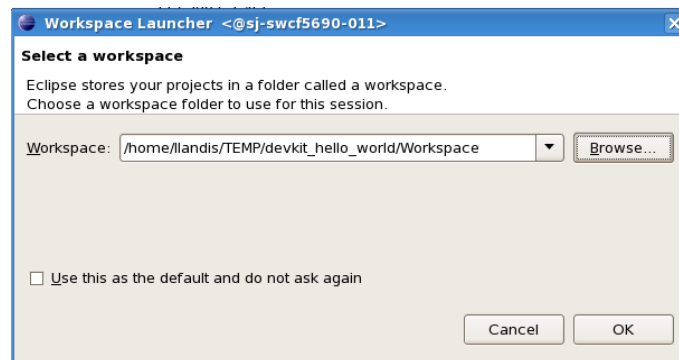 Workspace Launcher <@sj-swcf5690-011>
Select a workspace
Eclipse stores your projects in a folder called a workspace.
Choose a workspace folder to use for this session.
Workspace: /home/llandis/TEMP/devkit_hello_world/Workspace Browse...
Use this as the default and do not ask again
Cancel OK